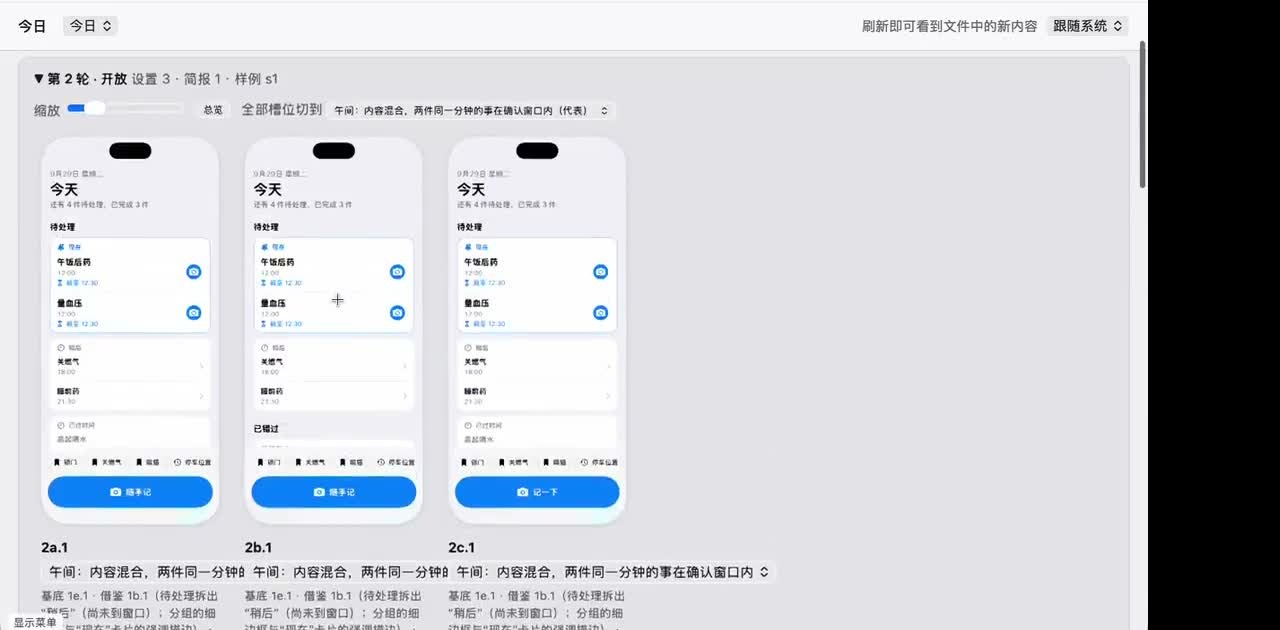 今日 今日 刷新即可看到文件中的新内容 跟随系统
▼ 第 2 轮 · 开放 设置 3 · 简报 1 · 样例 s1
缩放 总览 全部槽位切到 午间：内容混合，两件同一分钟的事在确认窗口内（代表）
9月29日 星期二
今天
还有 4 件待处理，已完成 3 件
待处理
现在
午饭后药
12:00
截至 12:30
量血压
12:00
截至 12:30
稍后
关燃气
18:00
睡前药
21:30
已过时间
晨起喝水
锁门 关燃气 喂猫 停车位置
随手记
9月29日 星期二
今天
还有 4 件待处理，已完成 3 件
待处理
现在
午饭后药
12:00
截至 12:30
量血压
12:00
截至 12:30
稍后
关燃气
18:00
睡前药
21:30
已错过
锁门 关燃气 喂猫 停车位置
随手记
9月29日 星期二
今天
还有 4 件待处理，已完成 3 件
待处理
现在
午饭后药
12:00
截至 12:30
量血压
12:00
截至 12:30
稍后
关燃气
18:00
睡前药
21:30
已过时间
晨起喝水
锁门 关燃气 喂猫 停车位置
记一下
2a.1 2b.1 2c.1
午间：内容混合，两件同一分钟的 午间：内容混合，两件同一分钟的 午间：内容混合，两件同一分钟的事在确认窗口内
基底 1e.1 · 借鉴 1b.1（待处理拆出
“稍后”（尚未到窗口）；分组的细
基底 1e.1 · 借鉴 1b.1（待处理拆出
“稍后”（尚未到窗口）；分组的细
边框与“现在”卡片的强调描边）。
基底 1e.1 · 借鉴 1b.1（待处理拆出
“稍后”（尚未到窗口）；分组的细
边框与“现在”卡片的强调描边）。
显示菜单